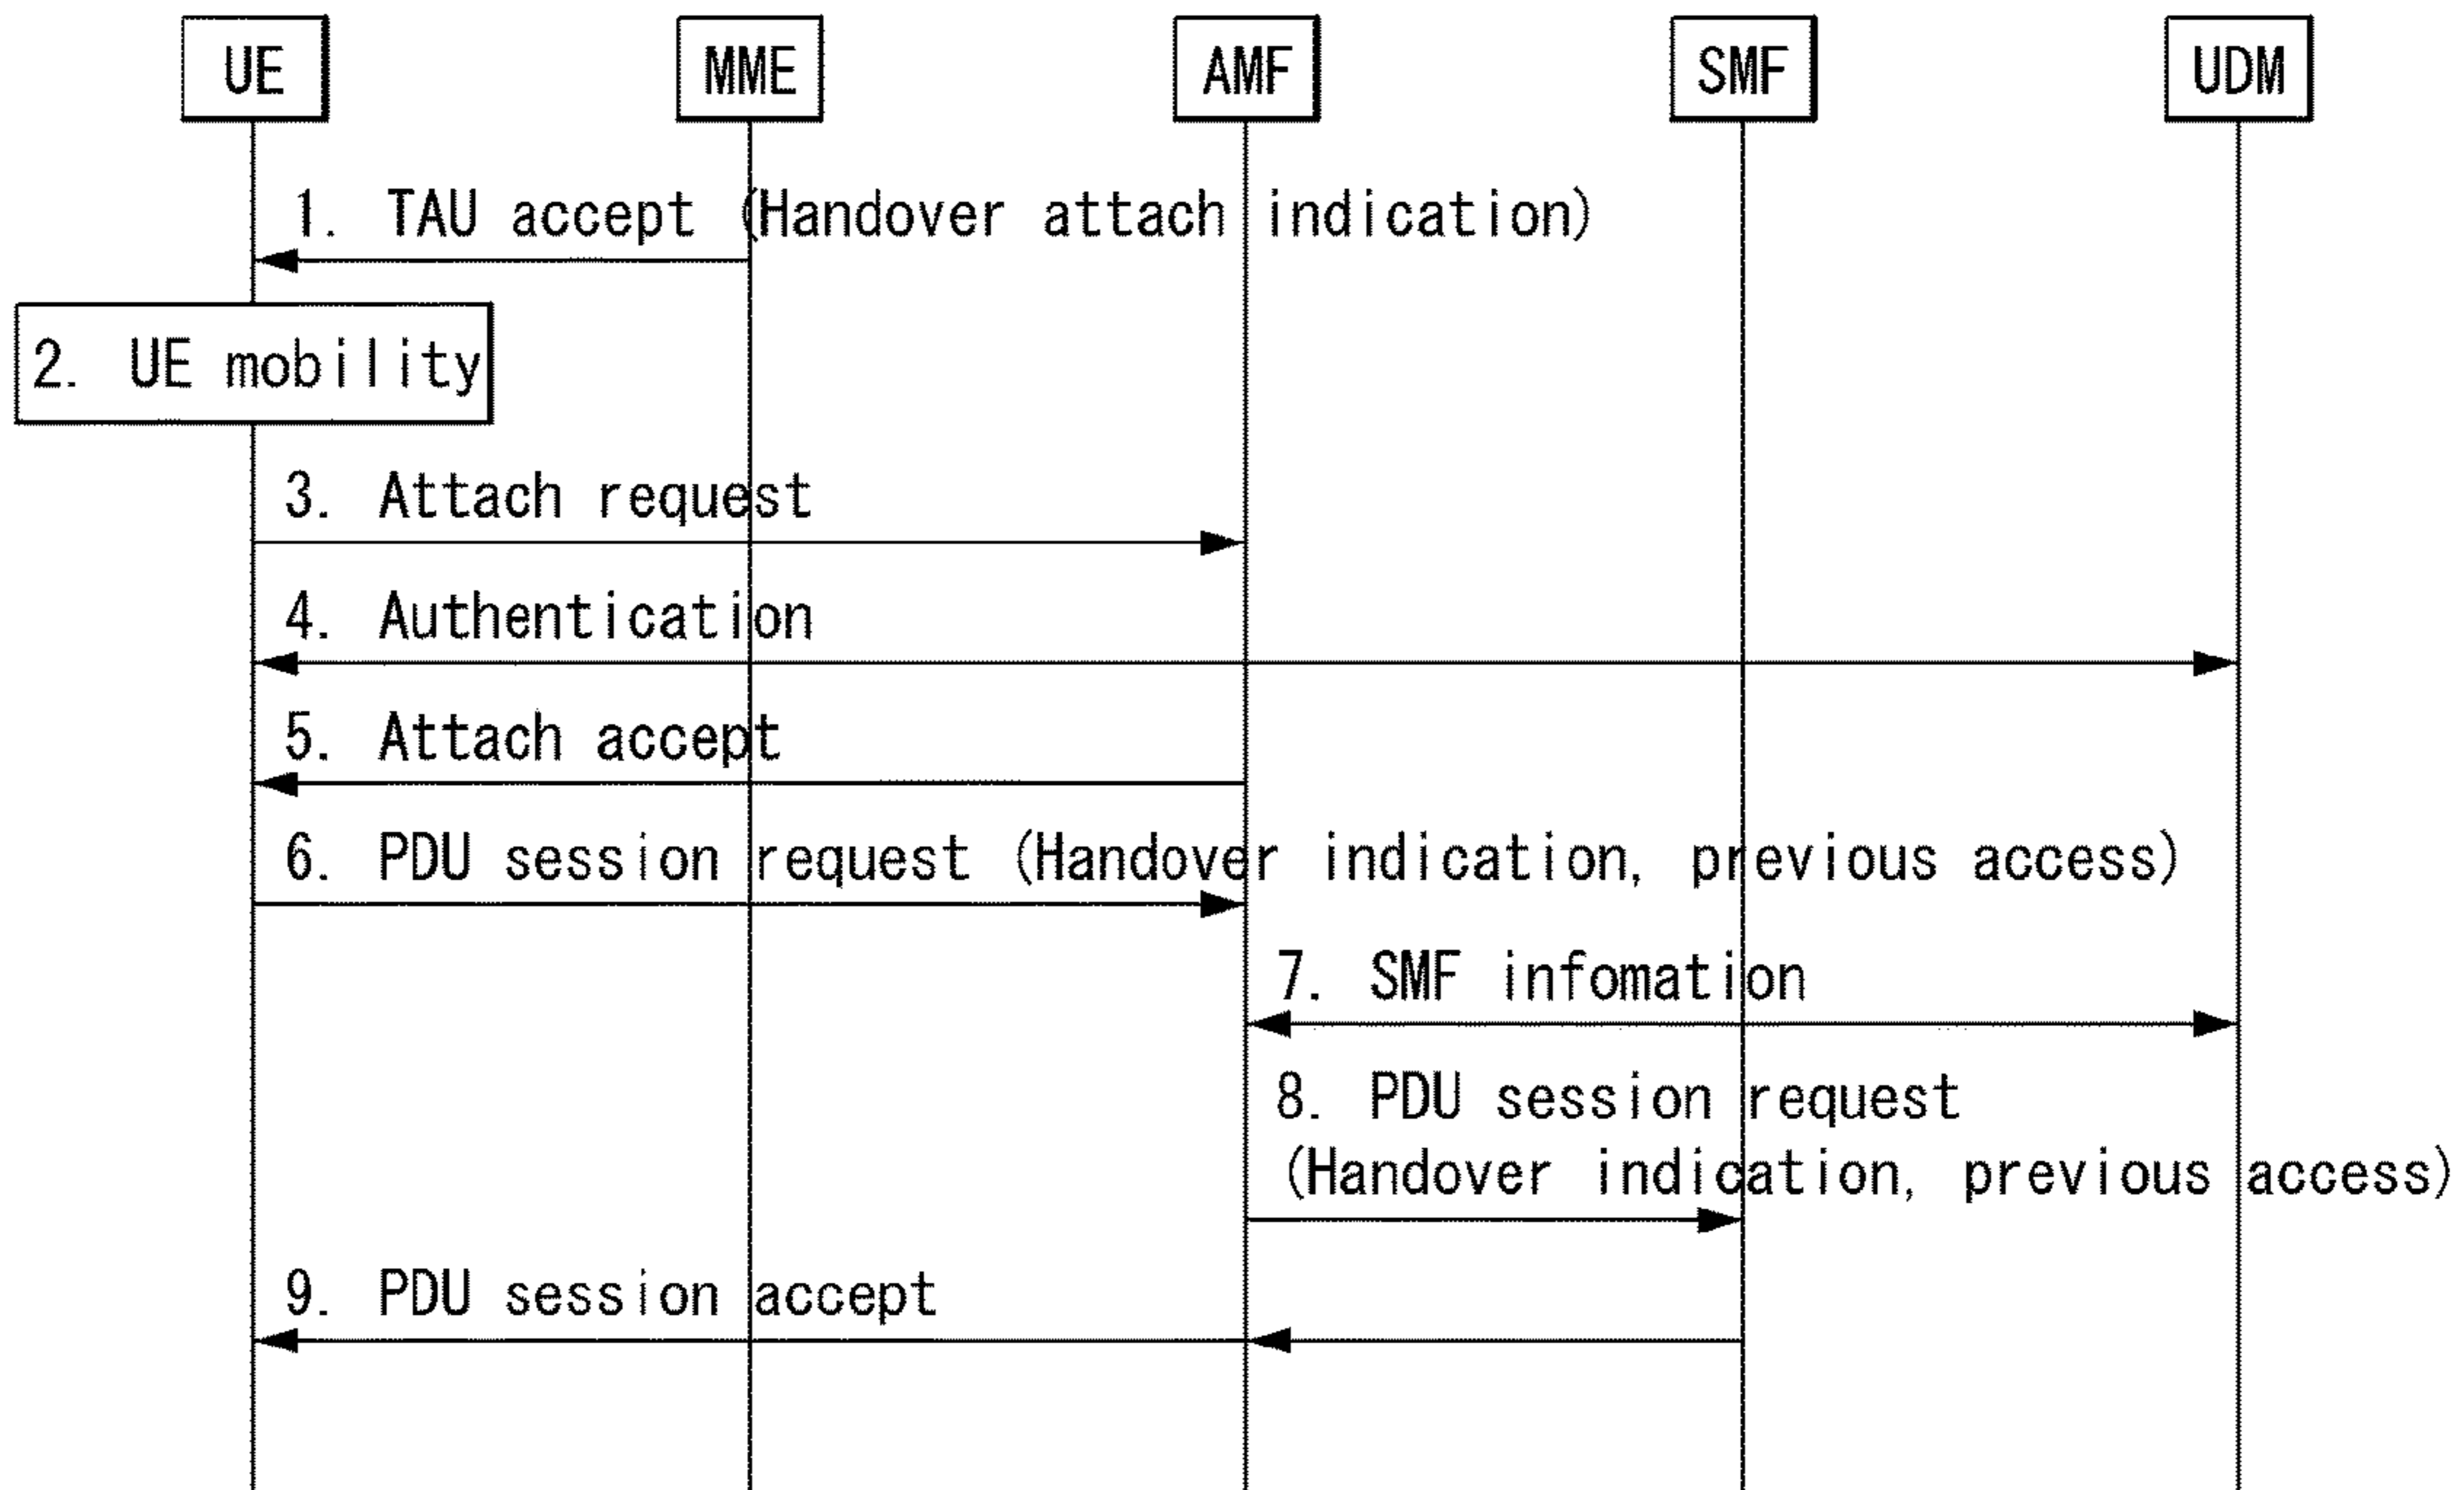 UE
MME
AMF
SMF
UDM
1. TAU accept (Handover attach indication)
2. UE mobility
3. Attach request
4. Authentication
5. Attach accept
6. PDU session request (Handover indication, previous access)
7. SMF infomation
8. PDU session request
(Handover indication, previous access)
9. PDU session accept